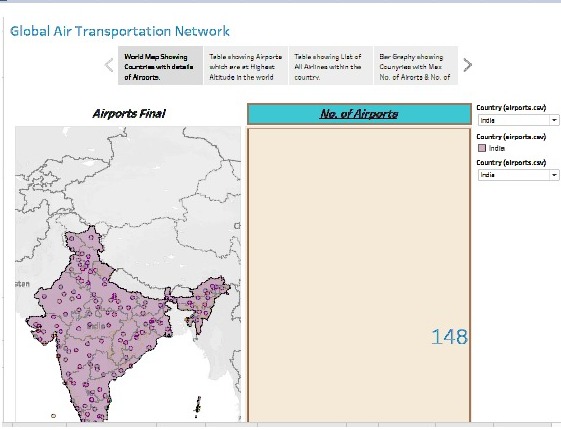 Global Air Transportation Network
World Map Showing
Countries with details
of Airports.
Table showing Airports
which are at Highest
Altitude in the world
Table showing List of
All Airlines within the
country.
Bar Graphy showing
Counyries with Max
No. of Airorts & No. of
Airports Final
No. of Airports
Country (airports.csv)
India
Country (airports.csv)
India
Country (airports.csv)
India
stan
India
148